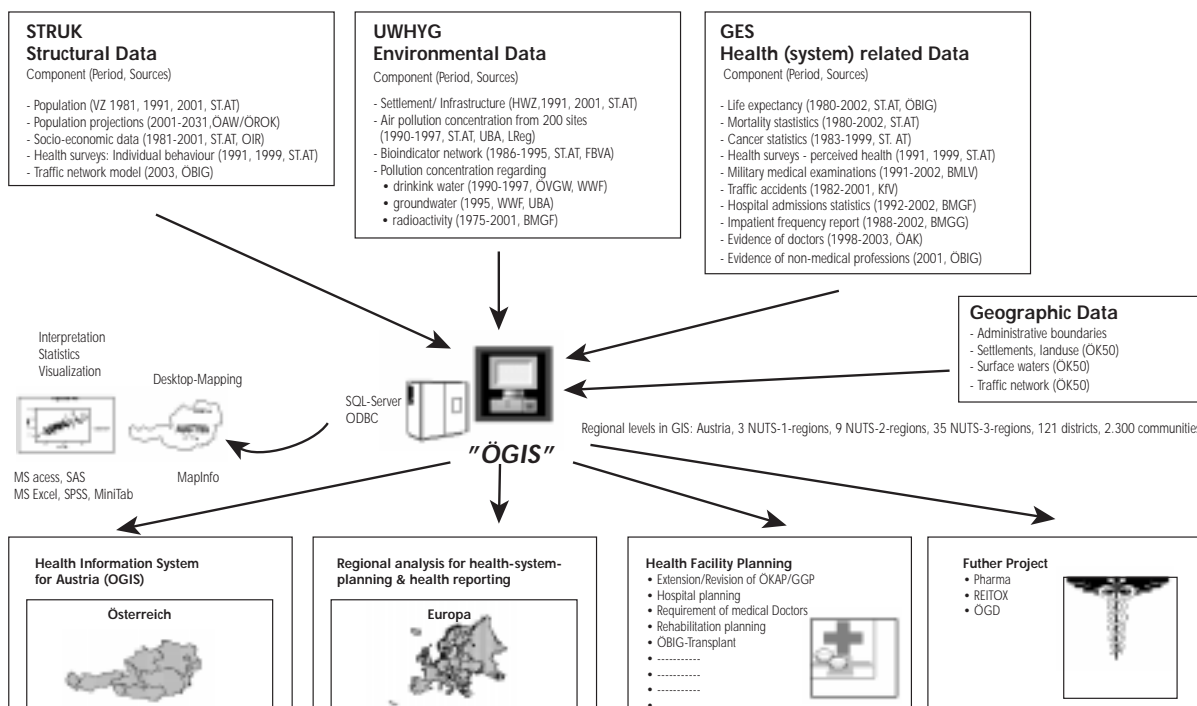 STRUK
Structural Data
Component (Period, Sources)
- Population (VZ 1981, 1991, 2001, ST.AT)
- Population projections (2001-2031,ÖAW/ÖROK)
- Socio-economic data (1981-2001, ST.AT, OIR)
- Health surveys: Individual behaviour (1991, 1999, ST.AT)
- Traffic network model (2003, ÖBIG)
UWHYG
Environmental Data
Component (Period, Sources)
- Settlement/ Infrastructure (HWZ,1991, 2001, ST.AT)
- Air pollution concentration from 200 sites
(1990-1997, ST.AT, UBA, LReg)
- Bioindicator network (1986-1995, ST.AT, FBVA)
- Pollution concentration regarding
• drinkink water (1990-1997, ÖVGW, WWF)
• groundwater (1995, WWF, UBA)
• radioactivity (1975-2001, BMGF)
GES
Health (system) related Data
Component (Period, Sources)
- Life expectancy (1980-2002, ST.AT, ÖBIG)
- Mortality stastistics (1980-2002, ST.AT)
- Cancer statistics (1983-1999, ST. AT)
- Health surveys - perceived health (1991, 1999, ST.AT)
- Military medical examinations (1991-2002, BMLV)
- Traffic accidents (1982-2001, KfV)
- Hospital admissions statistics (1992-2002, BMGF)
- Impatient frequency report (1988-2002, BMGG)
- Evidence of doctors (1998-2003, ÖAK)
- Evidence of non-medical professions (2001, ÖBIG)
Geographic Data
- Administrative boundaries
- Settlements, landuse (ÖK50)
- Surface waters (ÖK50)
- Traffic network (ÖK50)
Interpretation
Statistics
Visualization
Desktop-Mapping
AUSTRIA
SQL-Server
ODBC
"ÖGIS"
Regional levels in GIS: Austria, 3 NUTS-1-regions, 9 NUTS-2-regions, 35 NUTS-3-regions, 121 districts, 2.300 communities
MS acess, SAS
MS Excel, SPSS, MiniTab
MapInfo
Health Information System
for Austria (OGIS)
Österreich
Regional analysis for health-system-
planning & health reporting
Europa
Health Facility Planning
• Extension/Revision of ÖKAP/GGP
• Hospital planning
• Requirement of medical Doctors
• Rehabilitation planning
• ÖBIG-Transplant
• -----------
• -----------
• -----------
Futher Project
• Pharma
• REITOX
• ÖGD